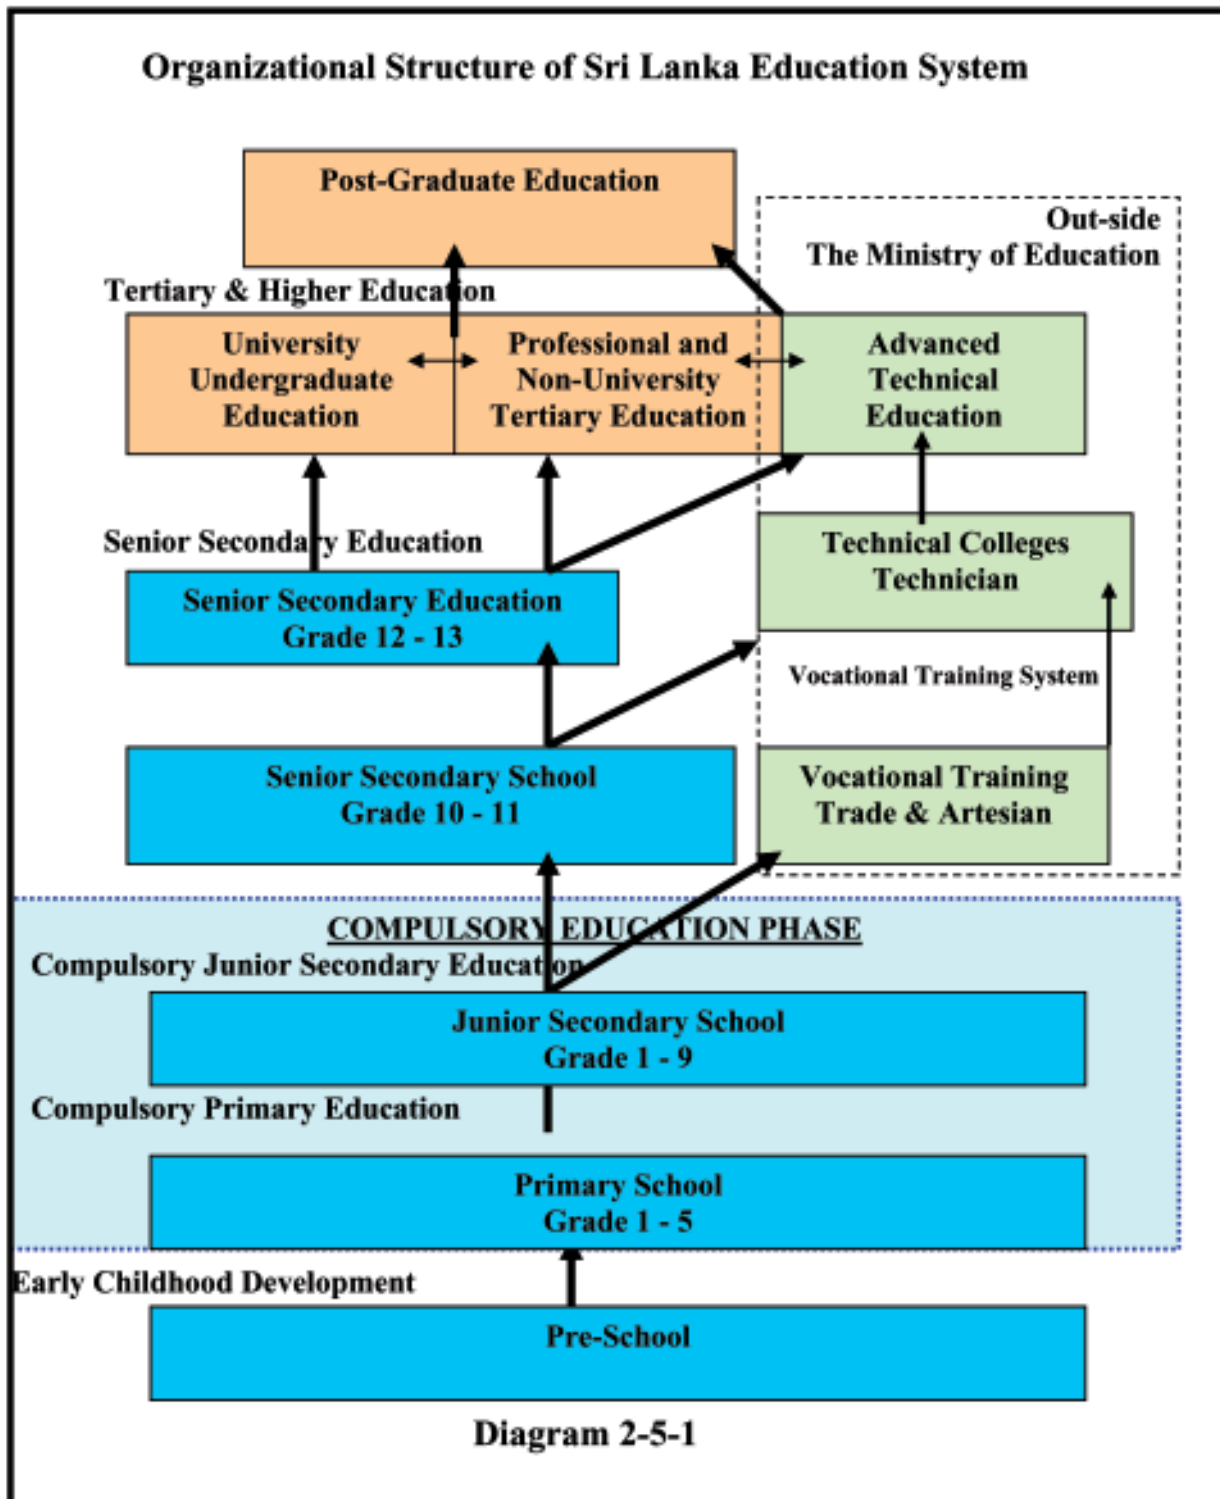 Organizational Structure of Sri Lanka Education System
Post-Graduate Education
Out-side
The Ministry of Education
Tertiary & Higher Education
University
Undergraduate
Education
Professional and
Non-University
Tertiary Education
Advanced
Technical
Education
Senior Secondary Education
Technical Colleges
Technician
Senior Secondary Education
Grade 12 - 13
Vocational Training System
Senior Secondary School
Grade 10 - 11
Vocational Training
Trade & Artesian
COMPULSORY EDUCATION PHASE
Compulsory Junior Secondary Education
Junior Secondary School
Grade 1 - 9
Compulsory Primary Education
Primary School
Grade 1 - 5
Early Childhood Development
Pre-School
Diagram 2-5-1